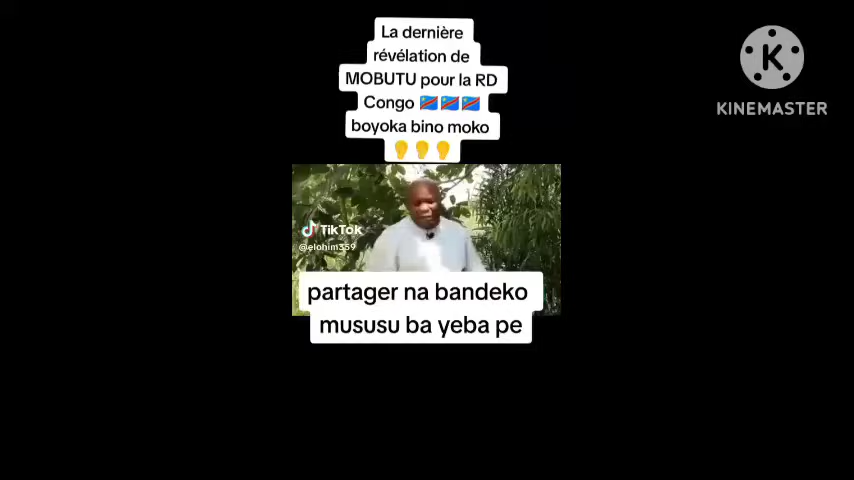 La dernière
révélation de
MOBUTU pour la RD
Congo 🇨🇩🇨🇩🇨🇩
boyoka bino moko
👂👂👂
KINEMASTER
TikTok
@elohim359
partager na bandeko
mususu ba yeba pe